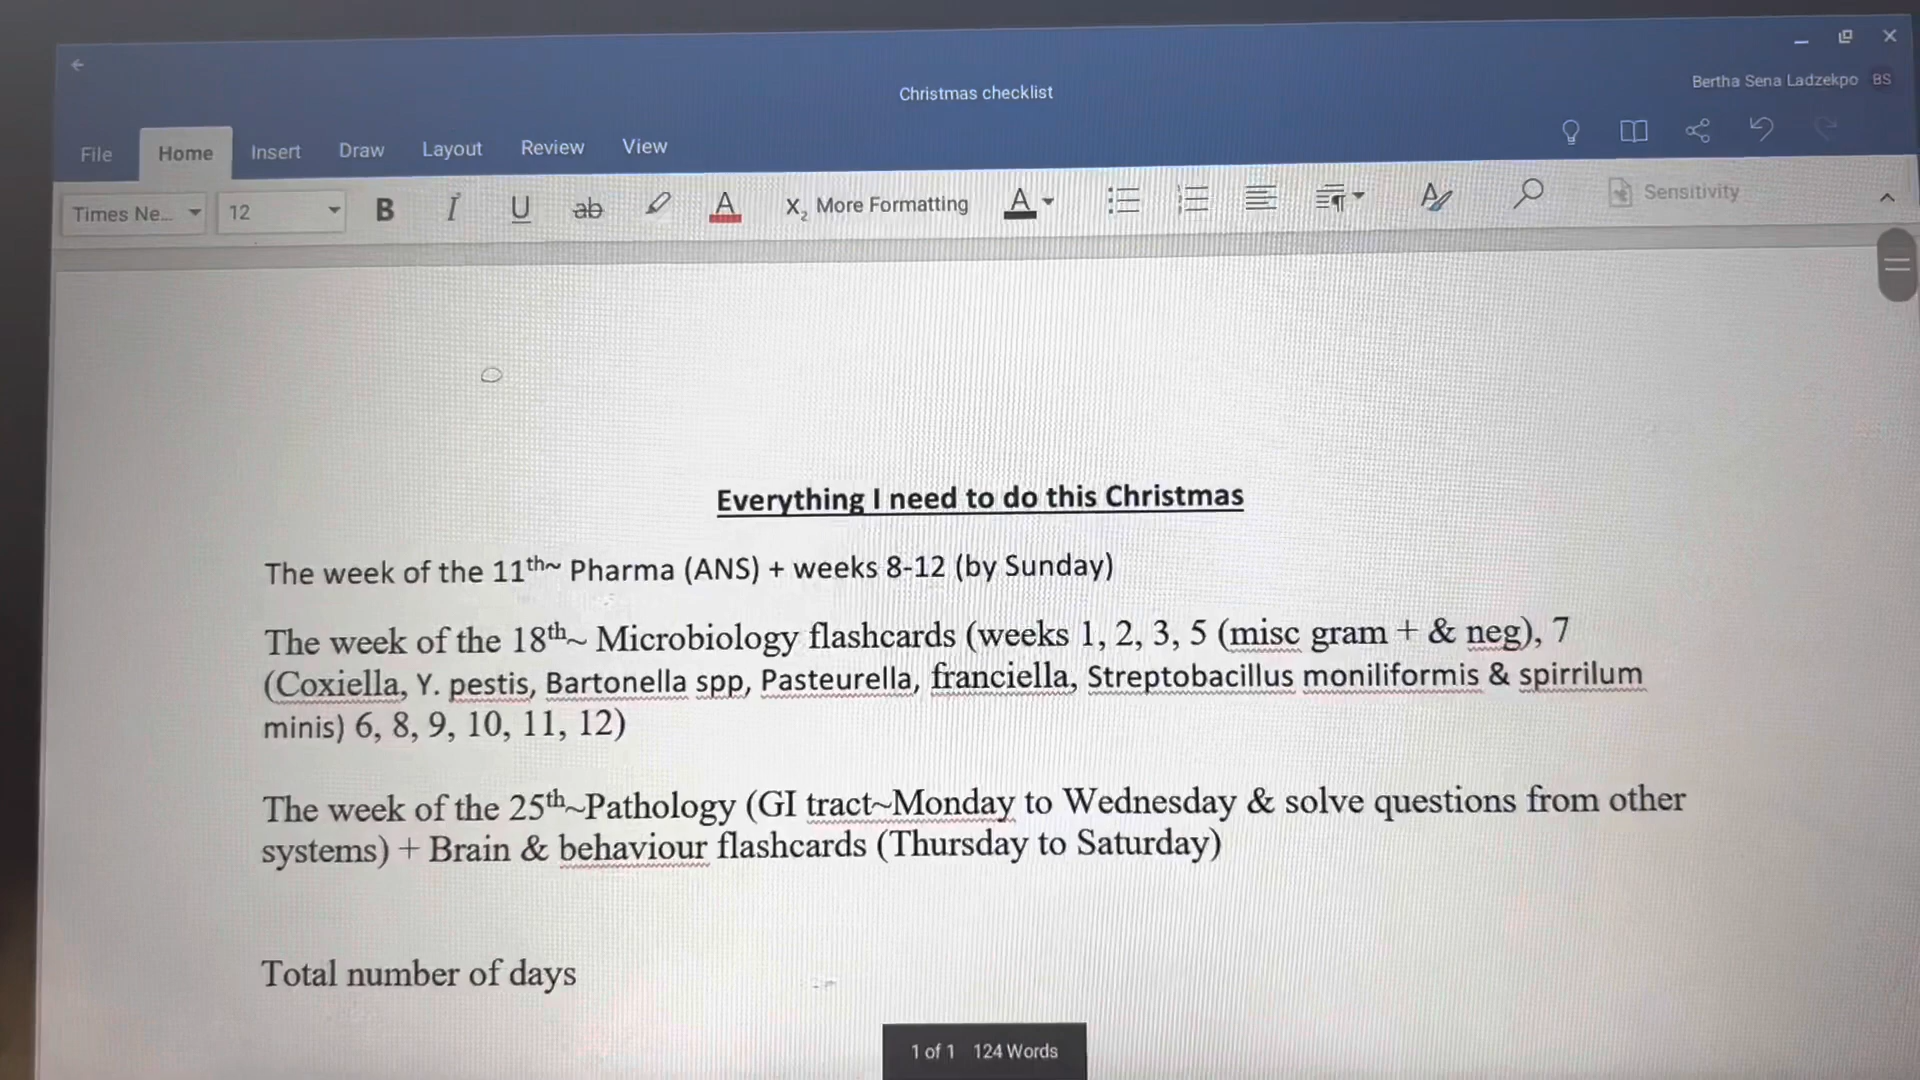 Christmas checklist
Bertha Sena Ladzekpo BS
File Home Insert Draw Layout Review View
Times Ne... 12 B I U ab A X₂ More Formatting A Sensitivity
Everything I need to do this Christmas
The week of the 11th~ Pharma (ANS) + weeks 8-12 (by Sunday)
The week of the 18th~ Microbiology flashcards (weeks 1, 2, 3, 5 (misc gram + & neg), 7
(Coxiella, Y. pestis, Bartonella spp, Pasteurella, franciella, Streptobacillus moniliformis & spirrilum
minis) 6, 8, 9, 10, 11, 12)
The week of the 25th~Pathology (GI tract~Monday to Wednesday & solve questions from other
systems) + Brain & behaviour flashcards (Thursday to Saturday)
Total number of days
1 of 1 124 Words